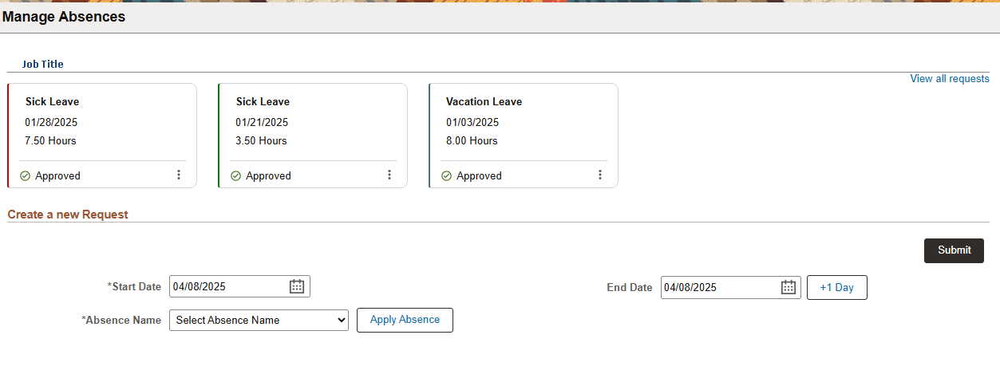 Manage Absences
Job Title
View all requests
Sick Leave
01/28/2025
7.50 Hours
Approved
Sick Leave
01/21/2025
3.50 Hours
Approved
Vacation Leave
01/03/2025
8.00 Hours
Approved
Create a new Request
Submit
*Start Date 04/08/2025 End Date 04/08/2025 +1 Day
*Absence Name Select Absence Name Apply Absence